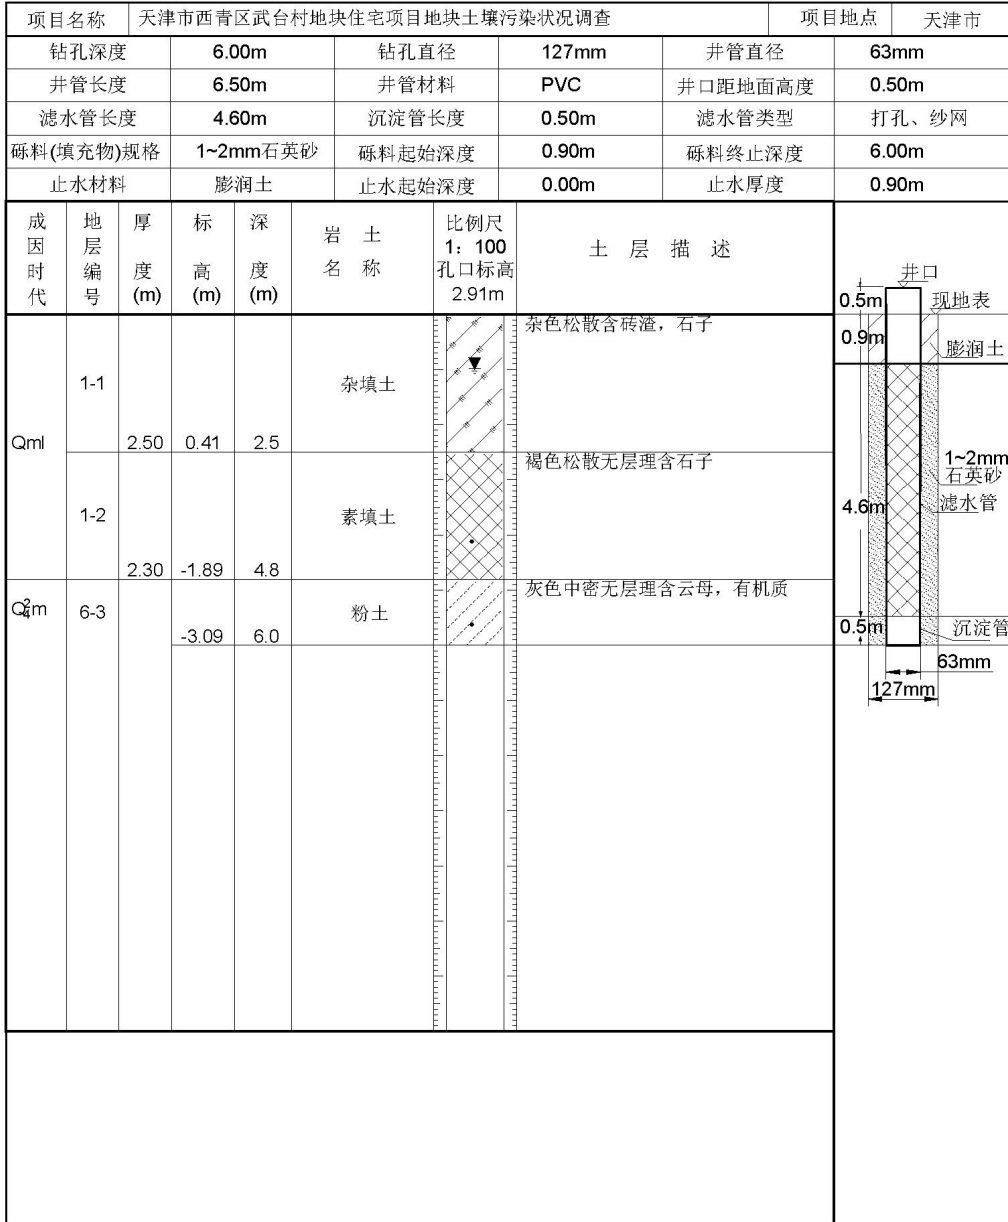 项目名称 天津市西青区武台村地块住宅项目地块土壤污染状况调查 项目地点 天津市
钻孔深度 6.00m 钻孔直径 127mm 井管直径 63mm
井管长度 6.50m 井管材料 PVC 井口距地面高度 0.50m
滤水管长度 4.60m 沉淀管长度 0.50m 滤水管类型 打孔、纱网
砾料(填充物)规格 1~2mm石英砂 砾料起始深度 0.90m 砾料终止深度 6.00m
止水材料 膨润土 止水起始深度 0.00m 止水厚度 0.90m
成因时代 地层编号 厚度(m) 标高(m) 深度(m) 岩土名称 比例尺 1: 100 孔口标高 2.91m 土层描述
杂色松散含砖渣，石子
1-1 杂填土
Qml 2.50 0.41 2.5
褐色松散无层理含石子
1-2 素填土
2.30 -1.89 4.8
灰色中密无层理含云母，有机质
Q₄²m 6-3 粉土
-3.09 6.0
井口
0.5m 现地表
0.9m 膨润土
1~2mm
石英砂
4.6m 滤水管
0.5m 沉淀管
63mm
127mm